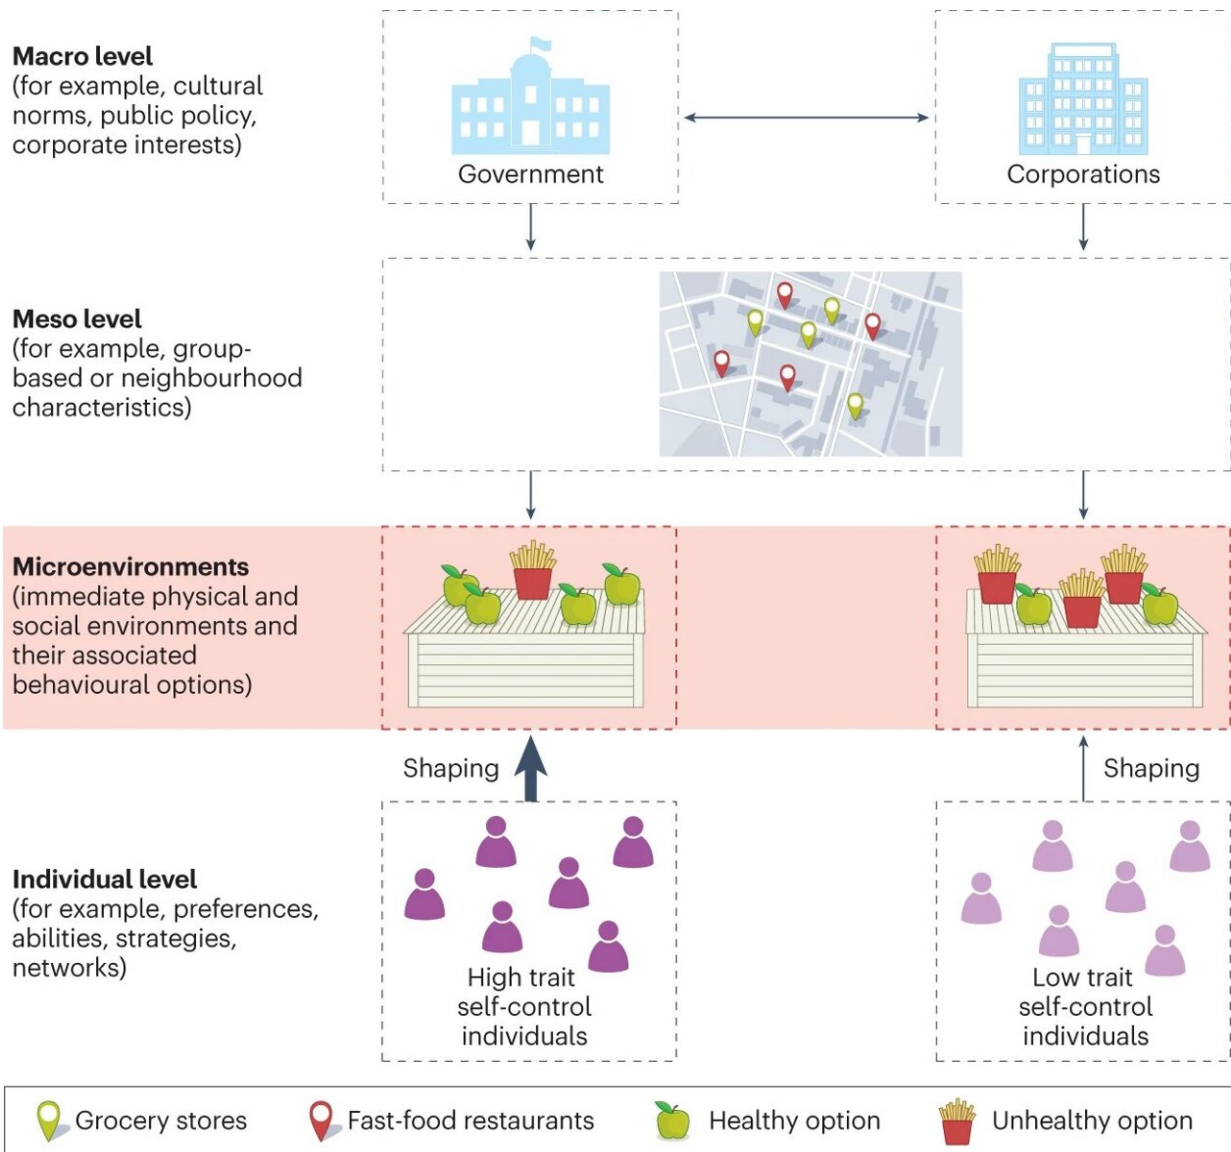 Macro level
(for example, cultural
norms, public policy,
corporate interests)
Government
Corporations
Meso level
(for example, group-
based or neighbourhood
characteristics)
Microenvironments
(immediate physical and
social environments and
their associated
behavioural options)
Shaping
Shaping
Individual level
(for example, preferences,
abilities, strategies,
networks)
High trait
self-control
individuals
Low trait
self-control
individuals
Grocery stores
Fast-food restaurants
Healthy option
Unhealthy option